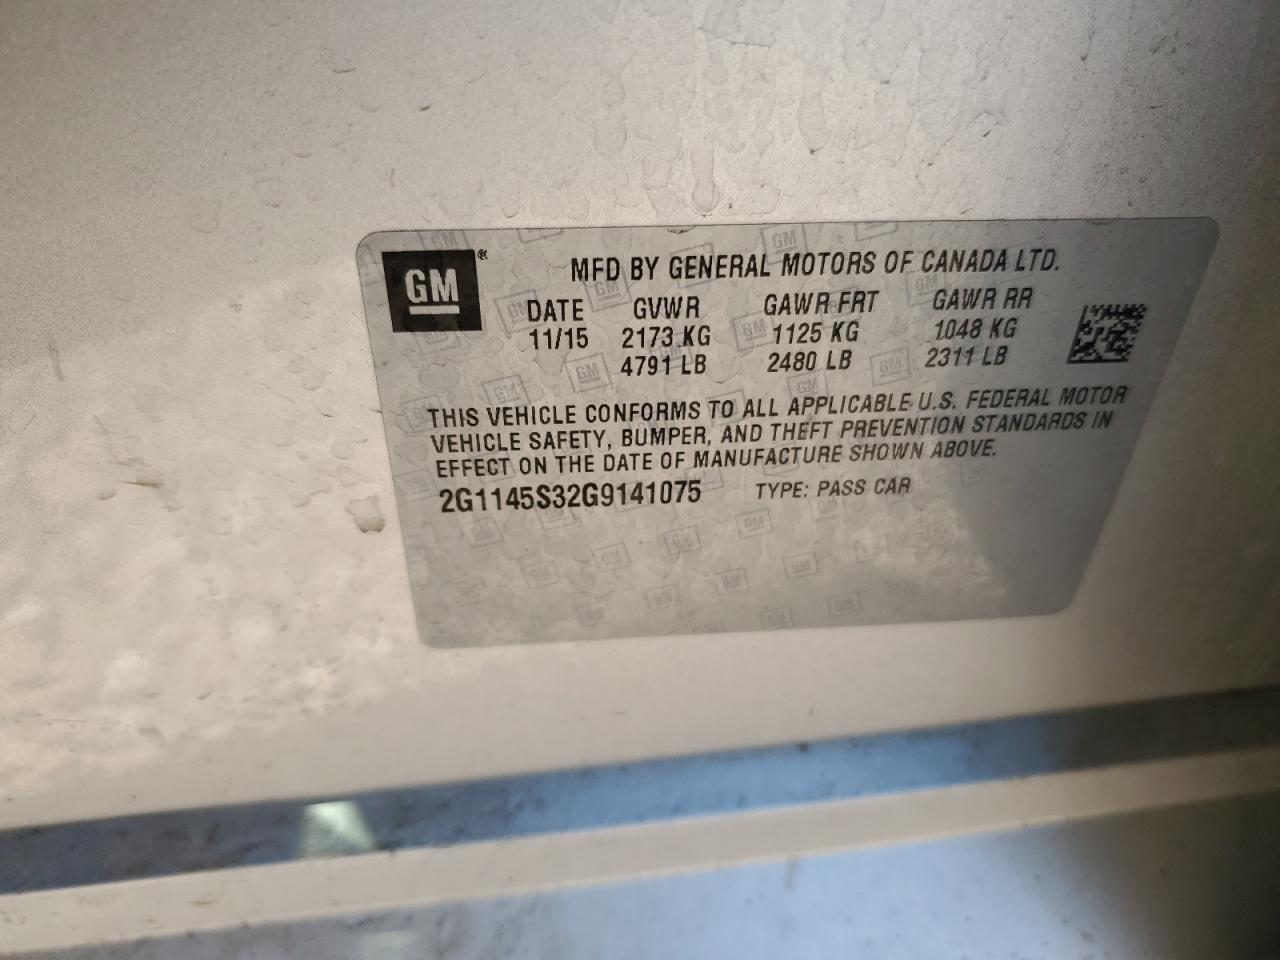 GM®
MFD BY GENERAL MOTORS OF CANADA LTD.
DATE GVWR GAWR FRT GAWR RR
11/15 2173 KG 1125 KG 1048 KG
4791 LB 2480 LB 2311 LB
THIS VEHICLE CONFORMS TO ALL APPLICABLE U.S. FEDERAL MOTOR
VEHICLE SAFETY, BUMPER, AND THEFT PREVENTION STANDARDS IN
EFFECT ON THE DATE OF MANUFACTURE SHOWN ABOVE.
2G1145S32G9141075 TYPE: PASS CAR